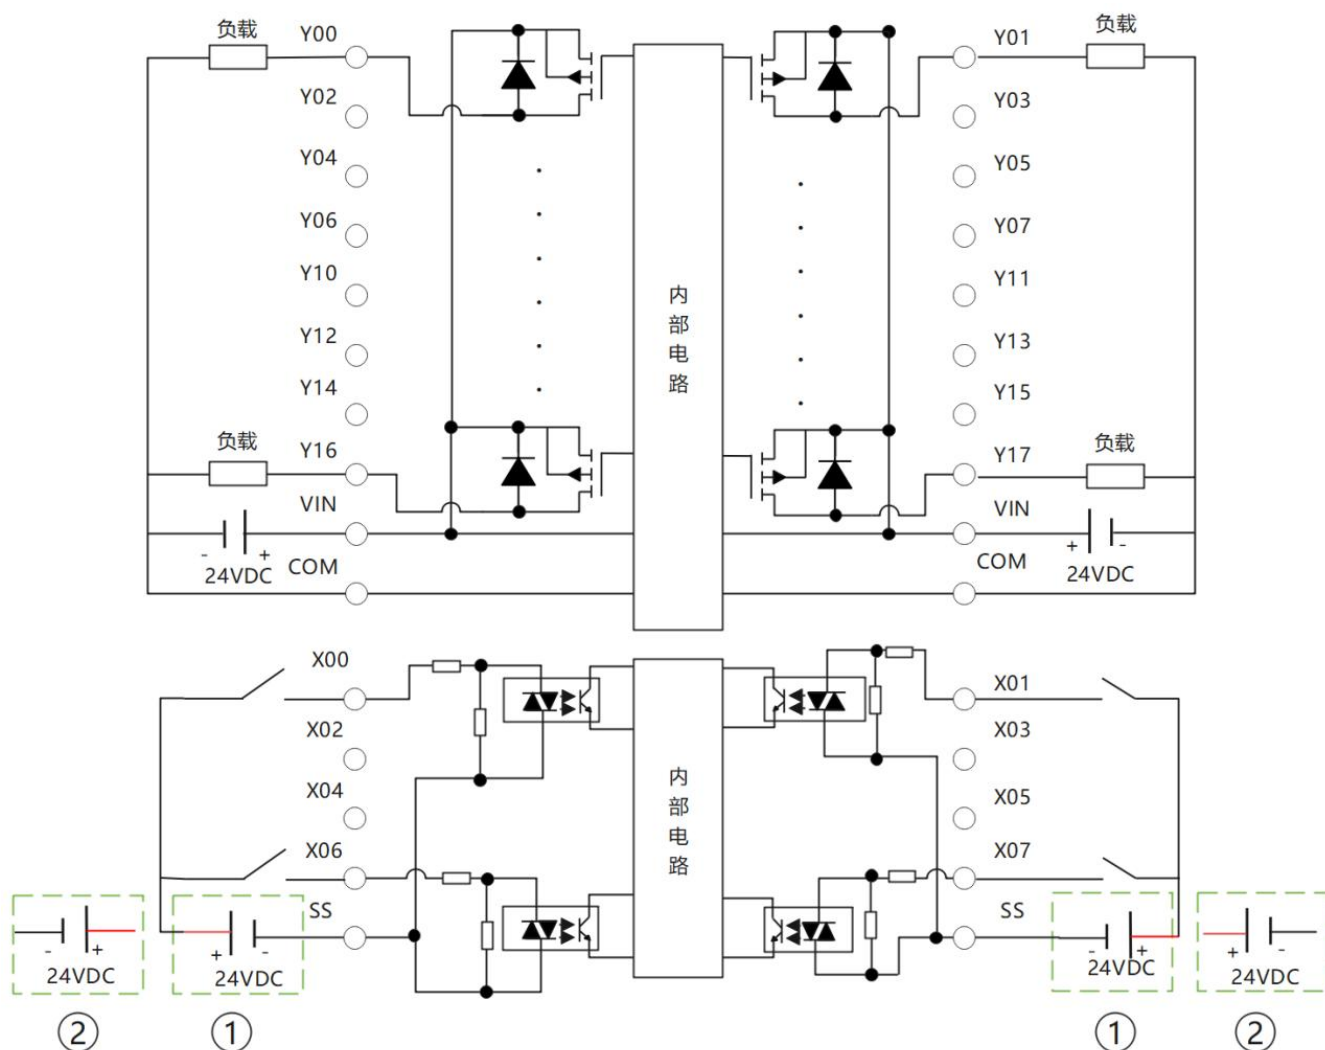 负载 Y00 Y01 负载
Y02 Y03
Y04 Y05
Y06 Y07
Y10 Y11
Y12 Y13
Y14 Y15
负载 Y16 Y17 负载
VIN VIN
- + + -
24VDC COM COM 24VDC
内部电路
X00 X01
X02 X03
X04 X05
X06 X07
SS SS
- + + - - + + -
24VDC 24VDC 24VDC 24VDC
② ① ① ②
内部电路